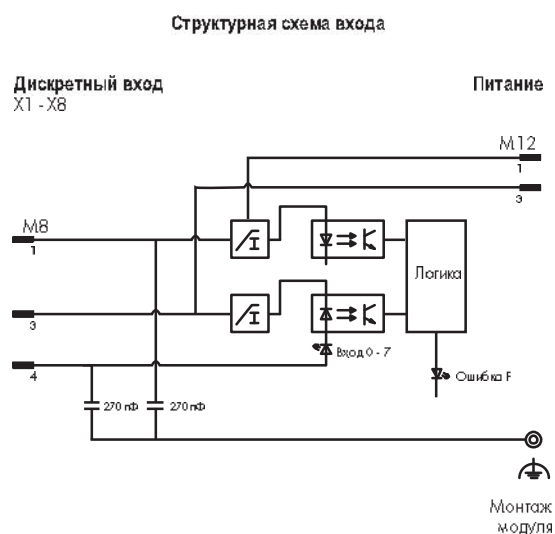 Структурная схема входа
Дискретный вход
X1 - X8
Питание
M12
1
3
M8
1
3
4
Логика
Вход 0 - 7
Ошибка F
270 пФ
270 пФ
Монтаж
модуля